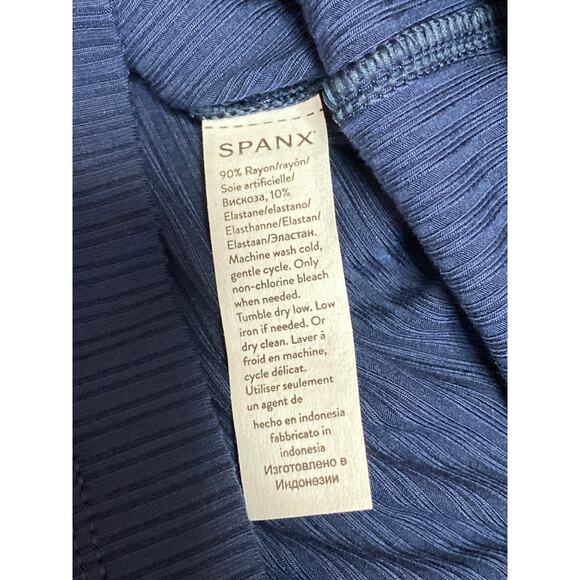 SPANX
90% Rayon/rayón/
Soie artificielle/
Вискоза, 10%
Elastane/elastano/
Elasthanne/Elastan/
Elastaan/Эластан.
Machine wash cold,
gentle cycle. Only
non-chlorine bleach
when needed.
Tumble dry low. Low
iron if needed. Or
dry clean. Laver à
froid en machine,
cycle délicat.
Utiliser seulement
un agent de
hecho en indonesia
fabbricato in
indonesia
Изготовлено в
Индонезии